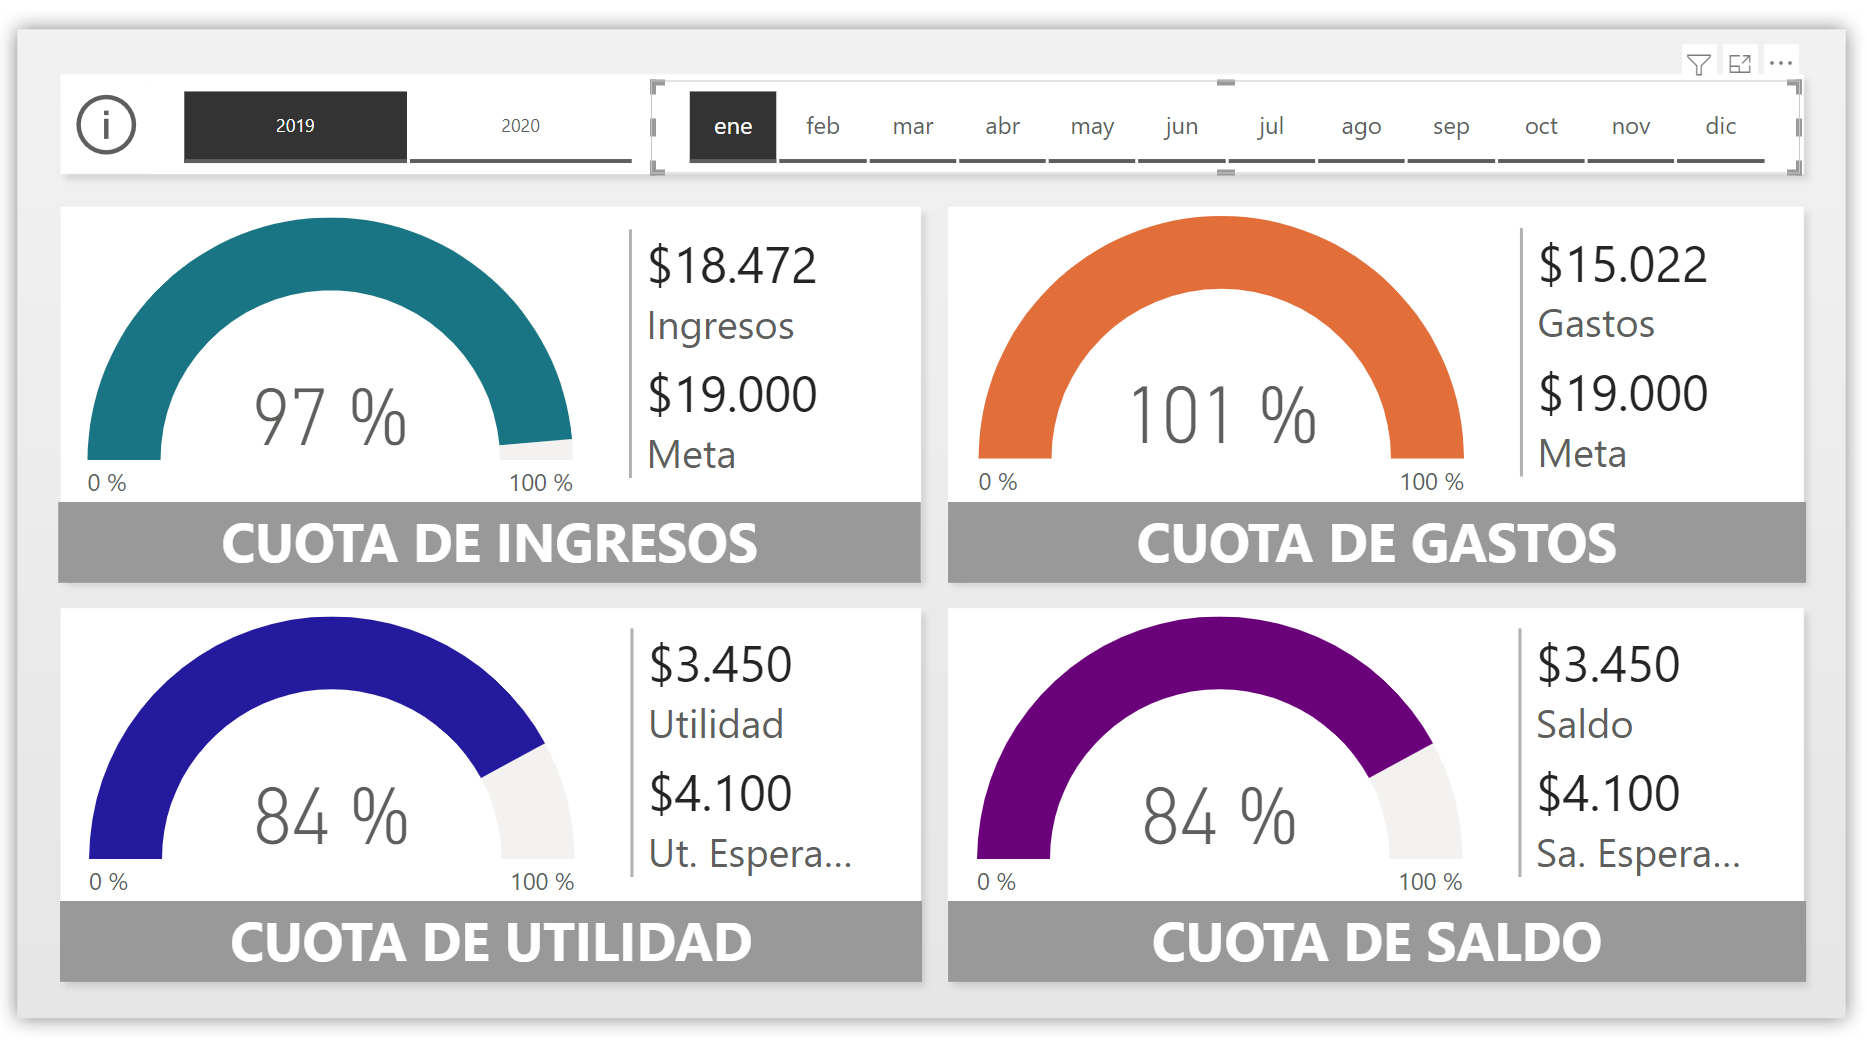 2019 2020 ene feb mar abr may jun jul ago sep oct nov dic
97 %
0 % 100 %
$18.472
Ingresos
$19.000
Meta
CUOTA DE INGRESOS
101 %
0 % 100 %
$15.022
Gastos
$19.000
Meta
CUOTA DE GASTOS
84 %
0 % 100 %
$3.450
Utilidad
$4.100
Ut. Espera...
CUOTA DE UTILIDAD
84 %
0 % 100 %
$3.450
Saldo
$4.100
Sa. Espera...
CUOTA DE SALDO